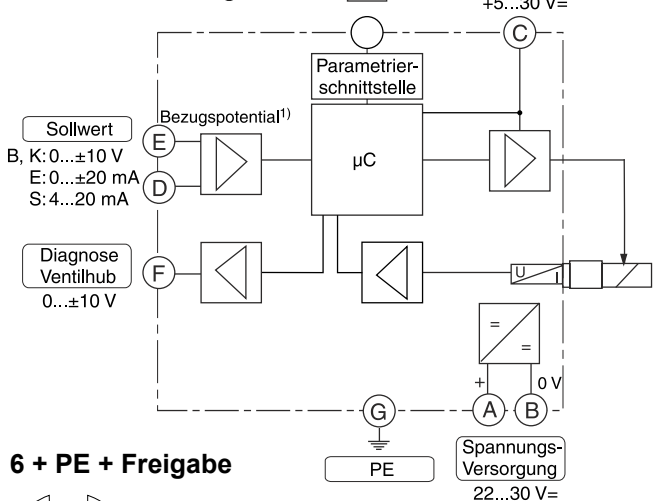 +5...30 V=
C
Parametrier-
schnittstelle
Bezugspotential1)
Sollwert
E
B, K: 0...±10 V
E: 0...±20 mA
S: 4...20 mA
D
µC
Diagnose
Ventilhub
F
0...±10 V
U
I
=
=
+
0 V
G
A
B
6 + PE + Freigabe
PE
Spannungs-
Versorgung
22...30 V=